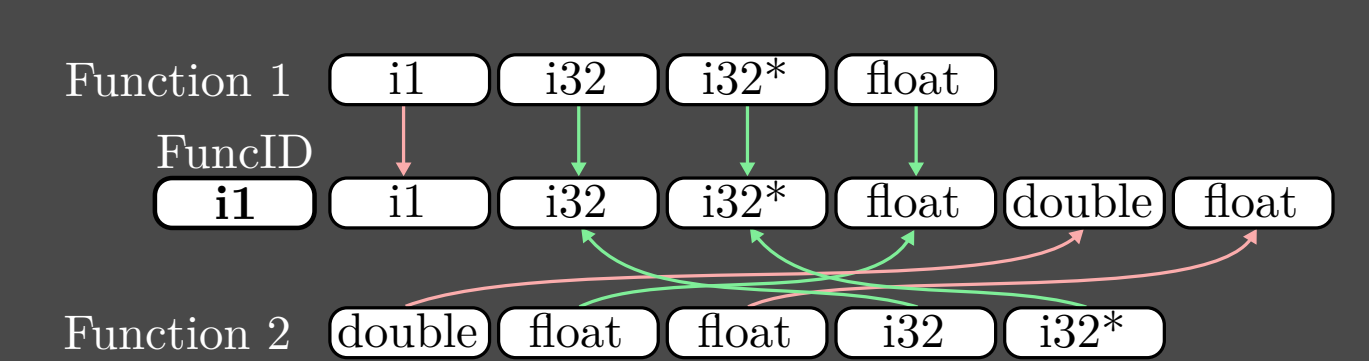 Function 1 i1 i32 i32* float
FuncID
i1 i1 i32 i32* float double float
Function 2 double float float i32 i32*